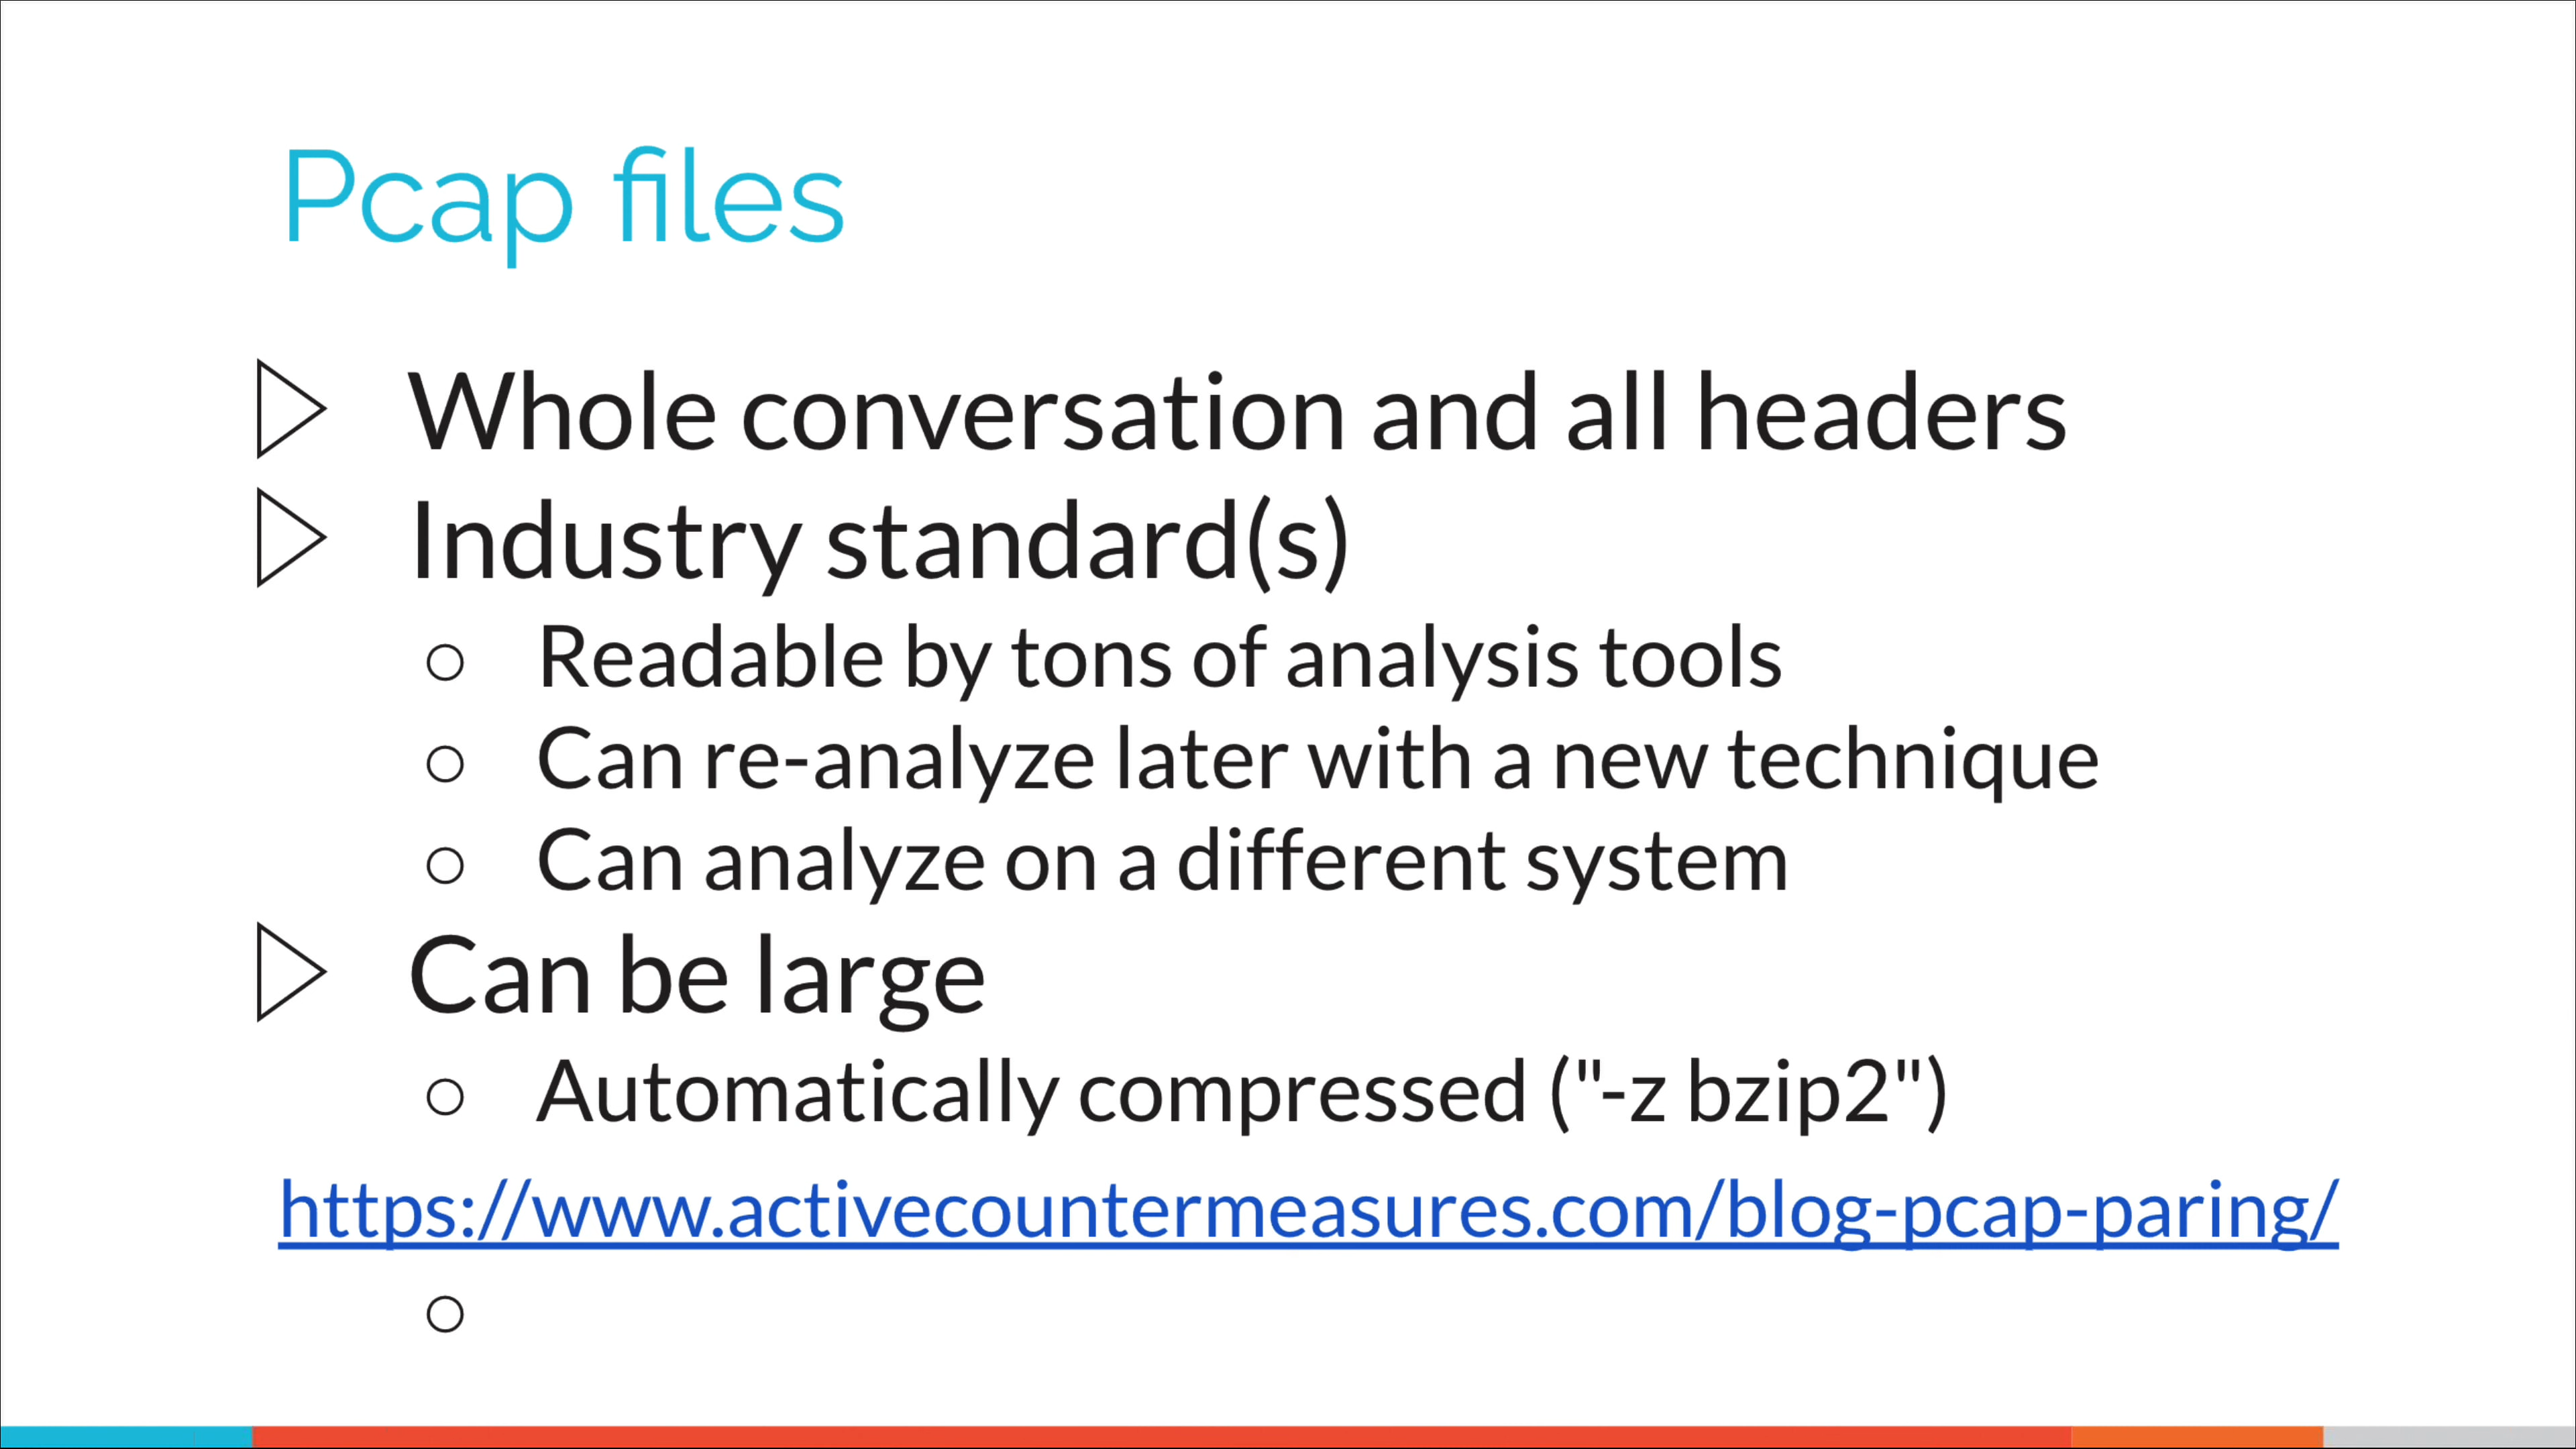 Pcap files
Whole conversation and all headers
Industry standard(s)
Readable by tons of analysis tools
Can re-analyze later with a new technique
Can analyze on a different system
Can be large
Automatically compressed ("-z bzip2")
https://www.activecountermeasures.com/blog-pcap-paring/